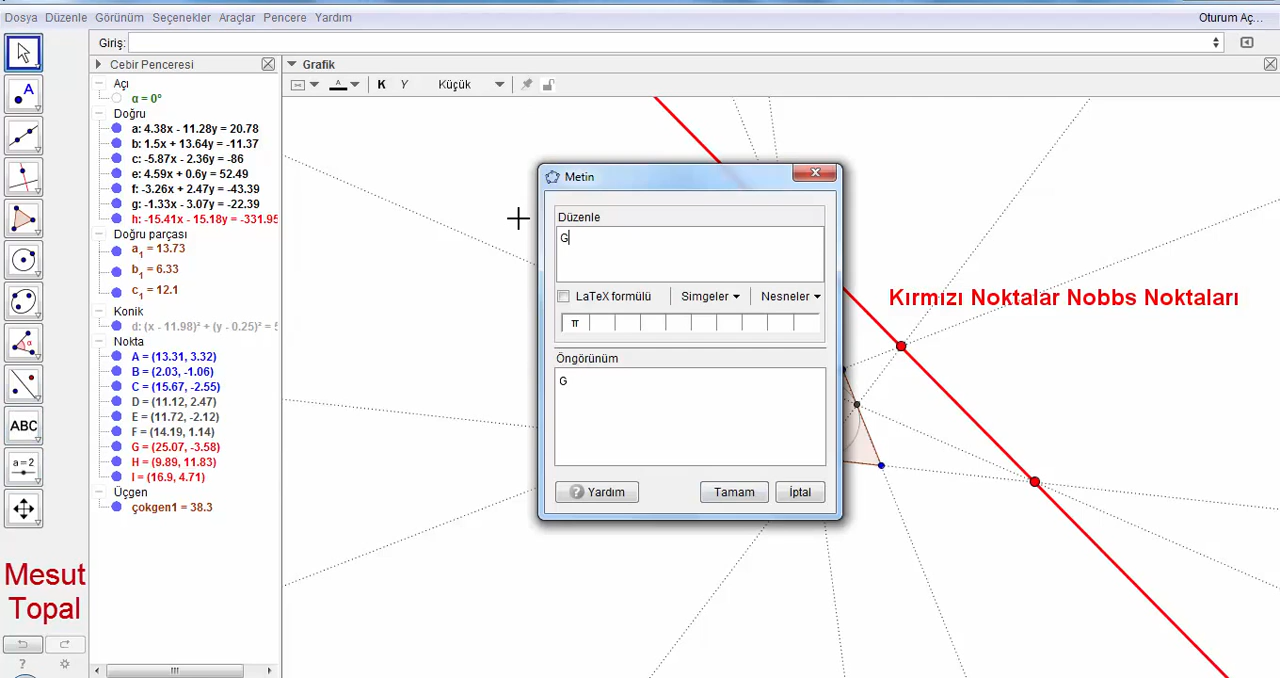 Dosya Düzenle Görünüm Seçenekler Araçlar Pencere Yardım Oturum Aç...
Giriş:
Cebir Penceresi
Grafik
K Y Küçük
Açı
α = 0°
Doğru
a: 4.38x - 11.28y = 20.78
b: 1.5x + 13.64y = -11.37
c: -5.87x - 2.36y = -86
e: 4.59x + 0.6y = 52.49
f: -3.26x + 2.47y = -43.39
g: -1.33x - 3.07y = -22.39
h: -15.41x - 15.18y = -331.95
Doğru parçası
a1 = 13.73
b1 = 6.33
c1 = 12.1
Konik
d: (x - 11.98)² + (y - 0.25)² =
Nokta
A = (13.31, 3.32)
B = (2.03, -1.06)
C = (15.67, -2.55)
D = (11.12, 2.47)
E = (11.72, -2.12)
F = (14.19, 1.14)
G = (25.07, -3.58)
H = (9.89, 11.83)
I = (16.9, 4.71)
Üçgen
çokgen1 = 38.3
A
ABC
a=2
Mesut
Topal
Metin
Düzenle
G
LaTeX formülü Simgeler Nesneler
π
Öngörünüm
G
Yardım Tamam İptal
Kırmızı Noktalar Nobbs Noktaları